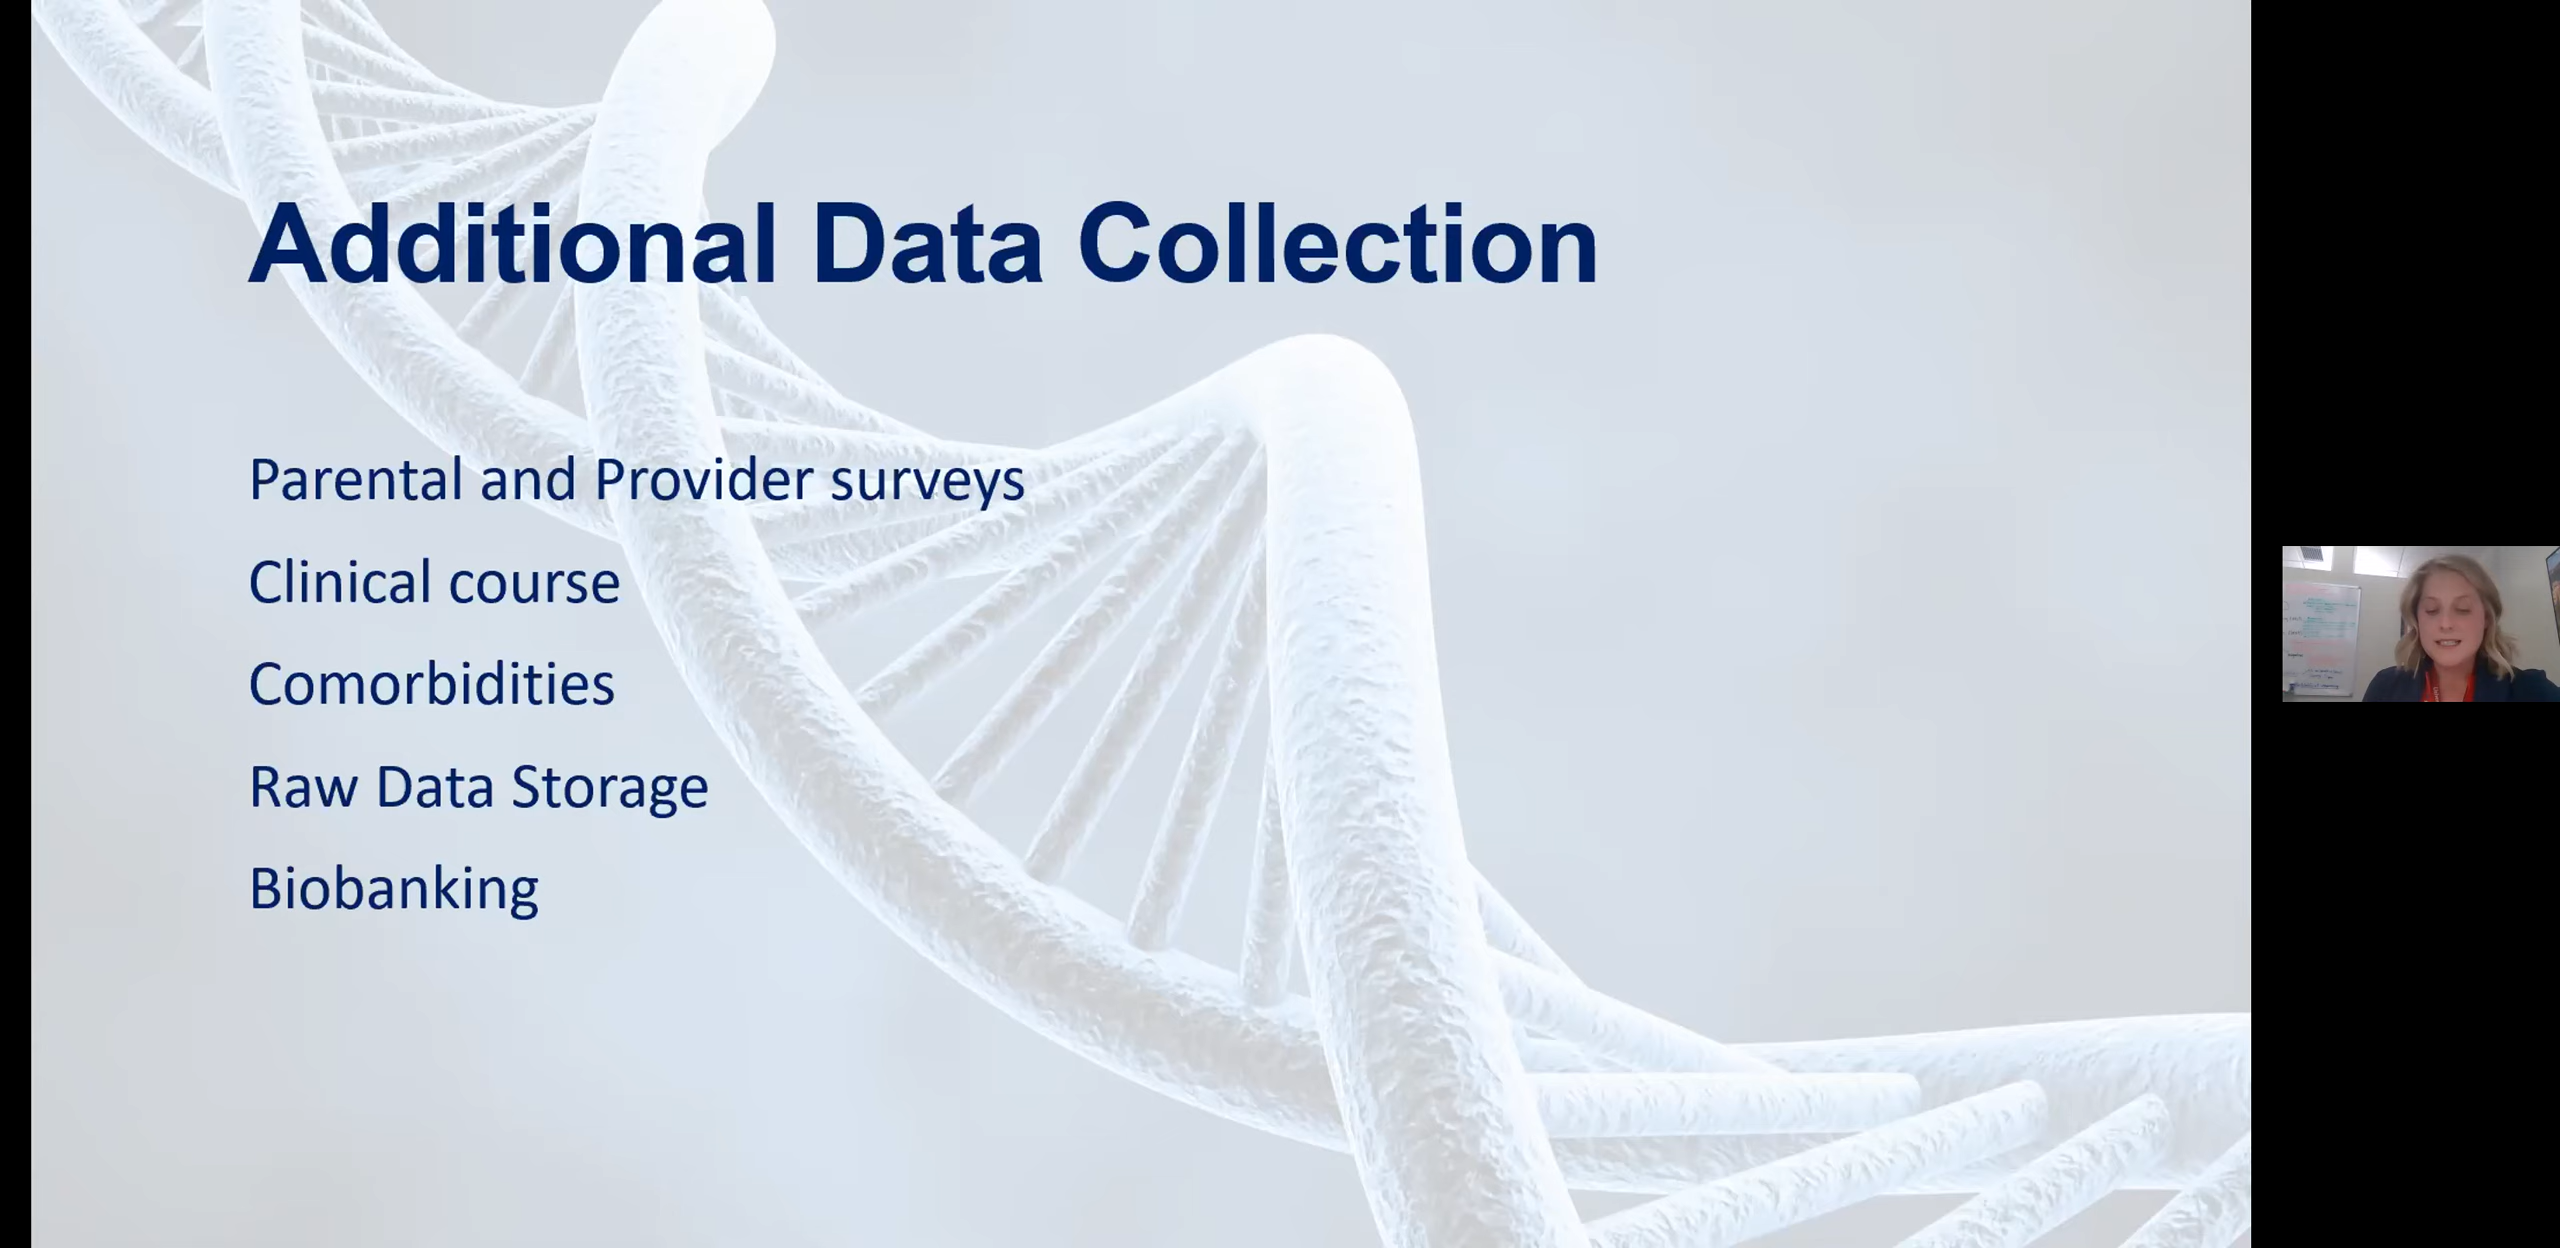 Additional Data Collection
Parental and Provider surveys
Clinical course
Comorbidities
Raw Data Storage
Biobanking